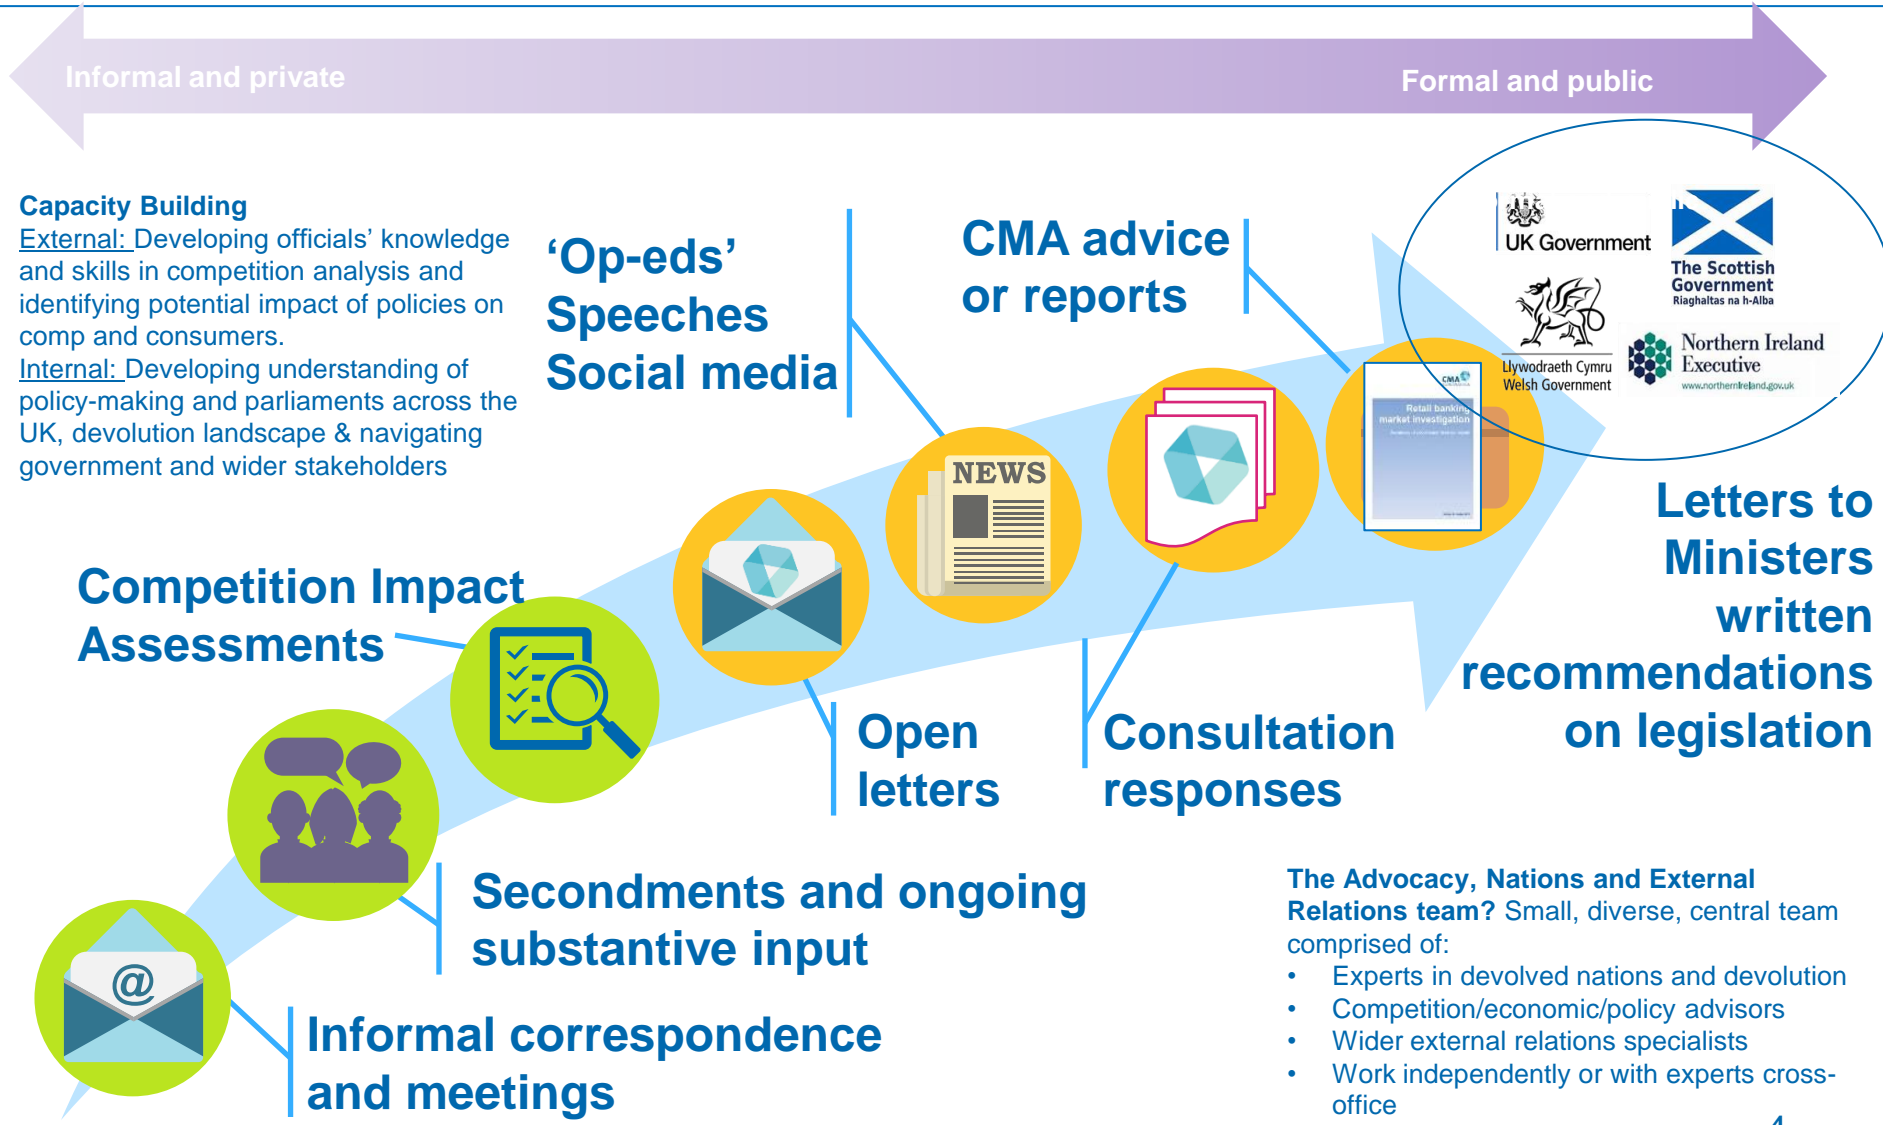 Informal and private
Formal and public
Capacity Building
External: Developing officials’ knowledge
and skills in competition analysis and
identifying potential impact of policies on
comp and consumers.
Internal: Developing understanding of
policy-making and parliaments across the
UK, devolution landscape & navigating
government and wider stakeholders
‘Op-eds’
Speeches
Social media
CMA advice
or reports
UK Government
The Scottish
Government
Riaghaltas na h-Alba
Llywodraeth Cymru
Welsh Government
Northern Ireland
Executive
www.northernireland.gov.uk
CMA
Retail banking
market investigation
NEWS
Letters to
Ministers
written
recommendations
on legislation
Competition Impact
Assessments
Open
letters
Consultation
responses
Secondments and ongoing
substantive input
@
Informal correspondence
and meetings
The Advocacy, Nations and External
Relations team? Small, diverse, central team
comprised of:
• Experts in devolved nations and devolution
• Competition/economic/policy advisors
• Wider external relations specialists
• Work independently or with experts cross-
office